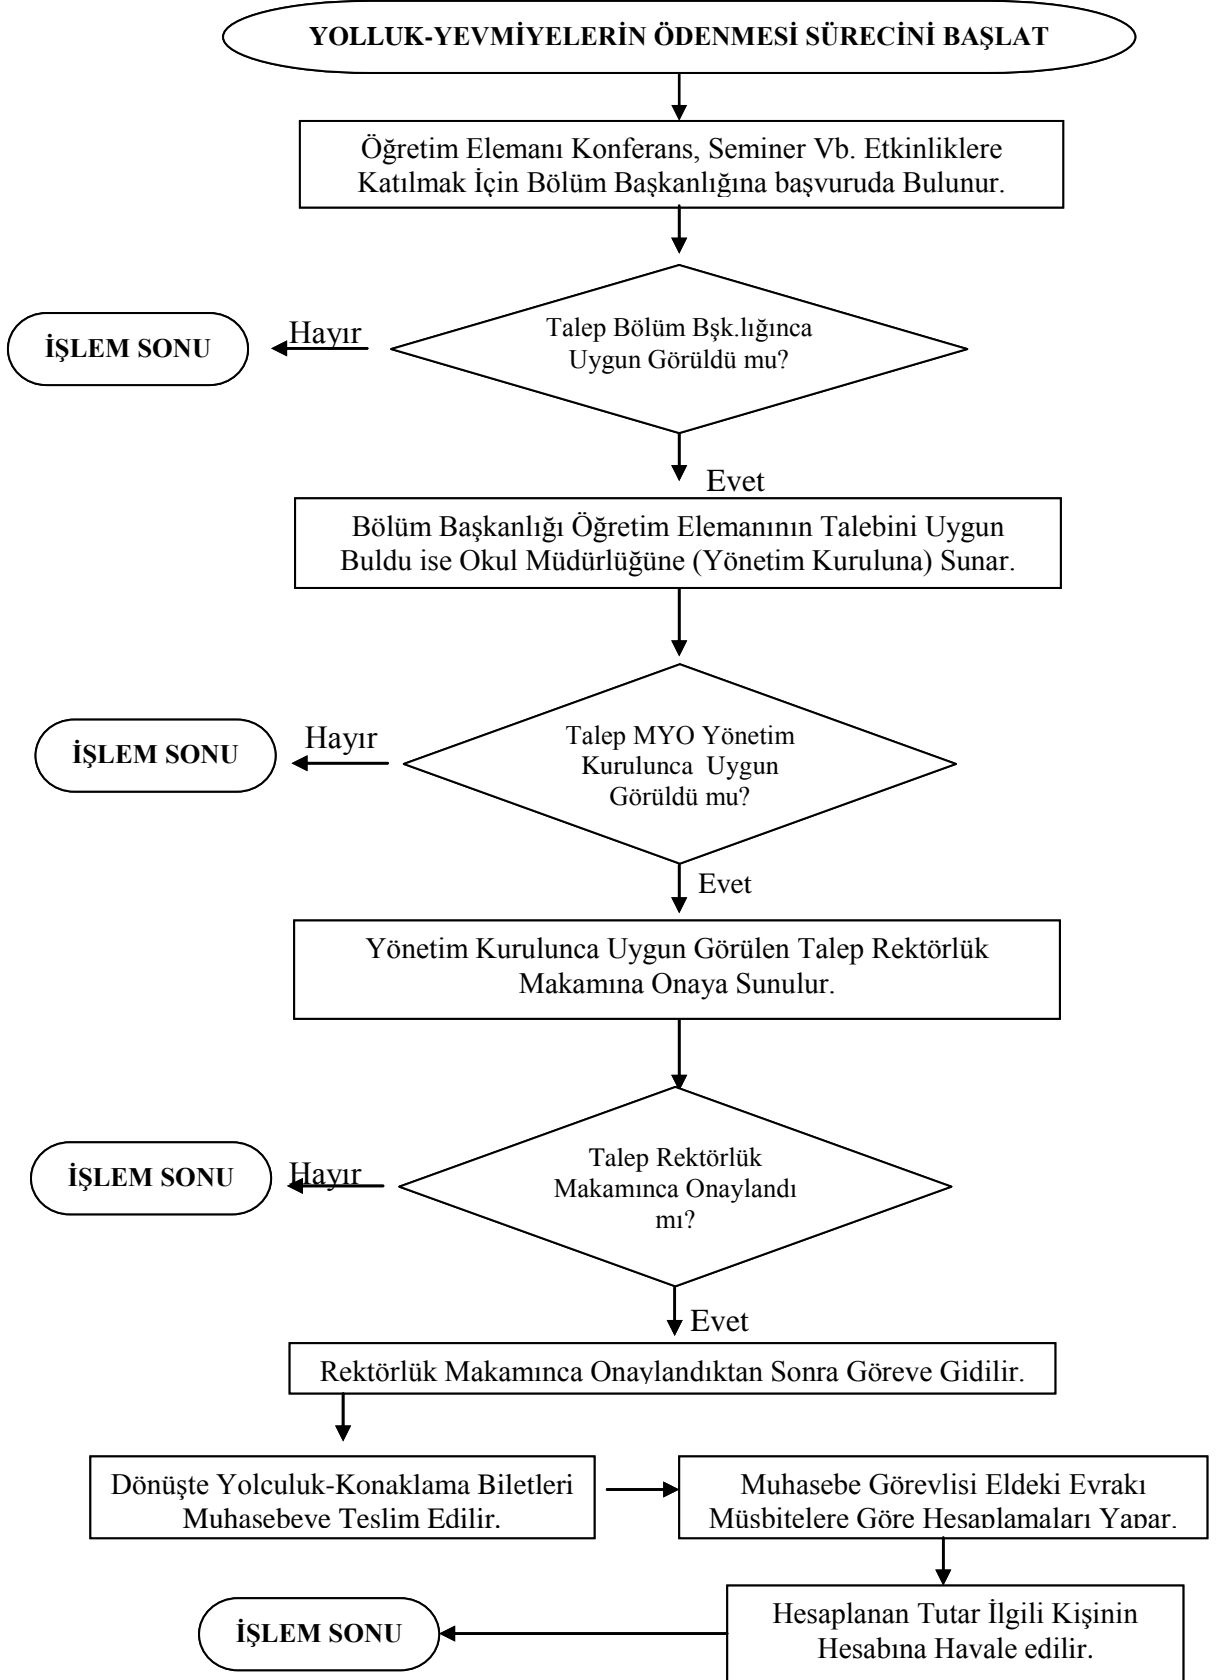 YOLLUK-YEVMİYELERİN ÖDENMESİ SÜRECİNİ BAŞLAT
Öğretim Elemanı Konferans, Seminer Vb. Etkinliklere
Katılmak İçin Bölüm Başkanlığına başvuruda Bulunur.
Talep Bölüm Bşk.lığınca
Uygun Görüldü mu?
Hayır
İŞLEM SONU
Evet
Bölüm Başkanlığı Öğretim Elemanının Talebini Uygun
Buldu ise Okul Müdürlüğüne (Yönetim Kuruluna) Sunar.
Talep MYO Yönetim
Kurulunca Uygun
Görüldü mu?
Hayır
İŞLEM SONU
Evet
Yönetim Kurulunca Uygun Görülen Talep Rektörlük
Makamına Onaya Sunulur.
Talep Rektörlük
Makamınca Onaylandı
mı?
Hayır
İŞLEM SONU
Evet
Rektörlük Makamınca Onaylandıktan Sonra Göreve Gidilir.
Dönüşte Yolculuk-Konaklama Biletleri
Muhasebeye Teslim Edilir.
Muhasebe Görevlisi Eldeki Evrakı
Müsbitelere Göre Hesaplamaları Yapar.
Hesaplanan Tutar İlgili Kişinin
Hesabına Havale edilir.
İŞLEM SONU